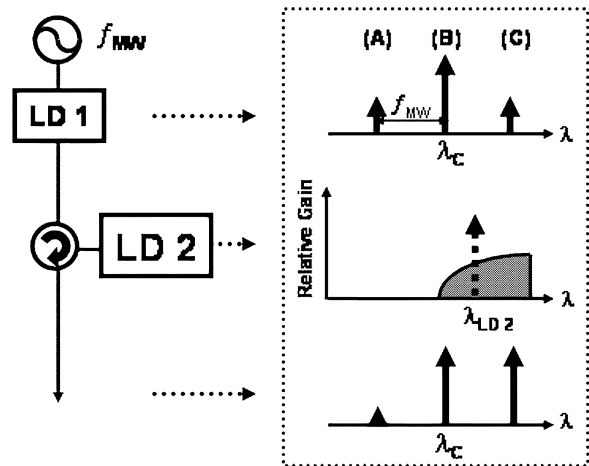 f_MW
LD 1
LD 2
(A) (B) (C)
f_MW
λ_C
λ
Relative Gain
λ_LD 2
λ
λ_C
λ